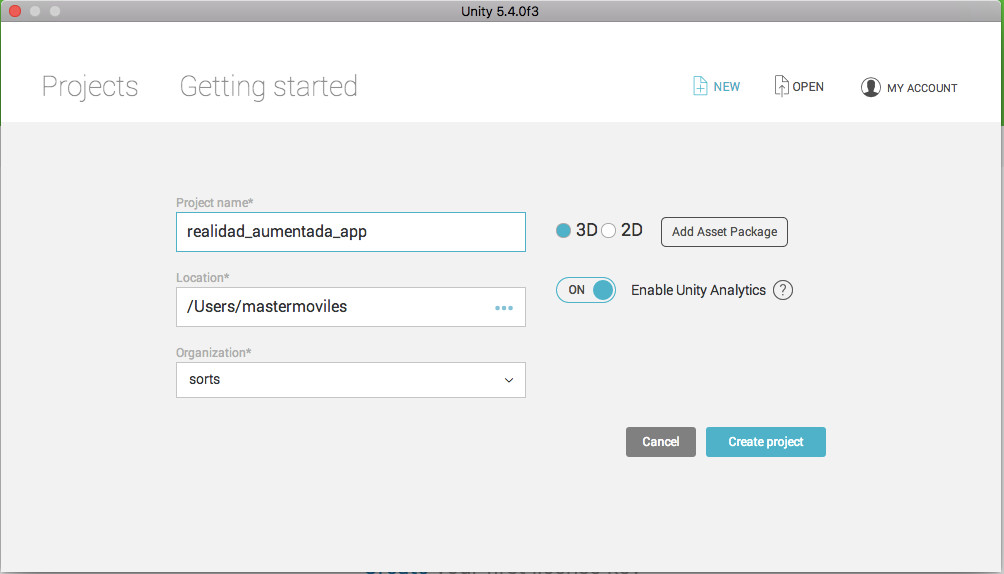 Unity 5.4.0f3
Projects Getting started NEW OPEN MY ACCOUNT
Project name*
realidad_aumentada_app
3D 2D Add Asset Package
Location*
/Users/mastermoviles
ON Enable Unity Analytics ?
Organization*
sorts
Cancel Create project